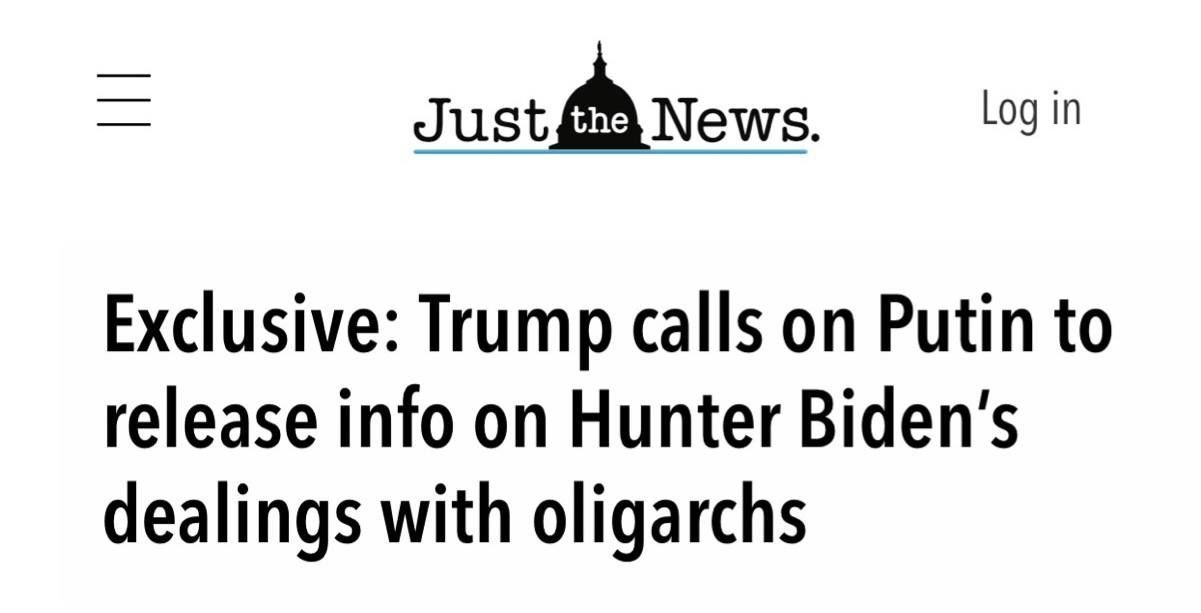 Just the News.
Log in
Exclusive: Trump calls on Putin to
release info on Hunter Biden’s
dealings with oligarchs